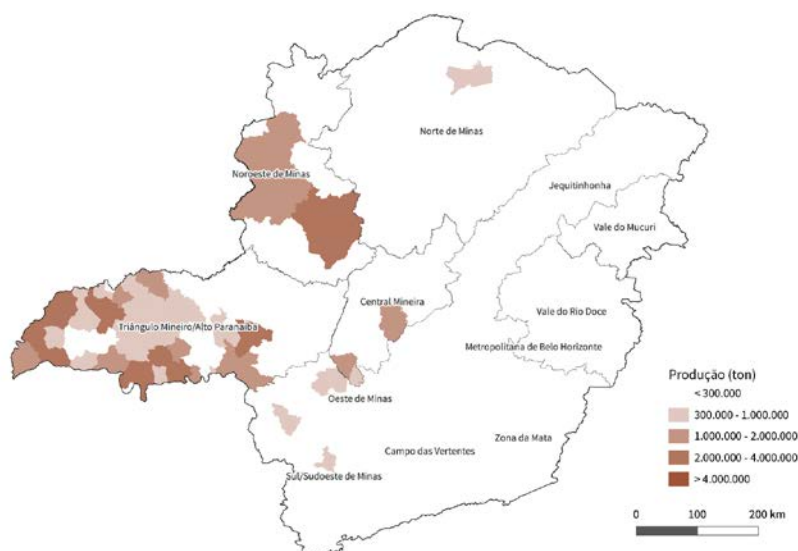 Norte de Minas
Noroeste de Minas
Jequitinhonha
Vale do Mucuri
Central Mineira
Vale do Rio Doce
Triângulo Mineiro/Alto Paranaíba
Metropolitana de Belo Horizonte
Oeste de Minas
Campo das Vertentes
Zona da Mata
Sul/Sudoeste de Minas
Produção (ton)
< 300.000
300.000 - 1.000.000
1.000.000 - 2.000.000
2.000.000 - 4.000.000
> 4.000.000
0 100 200 km